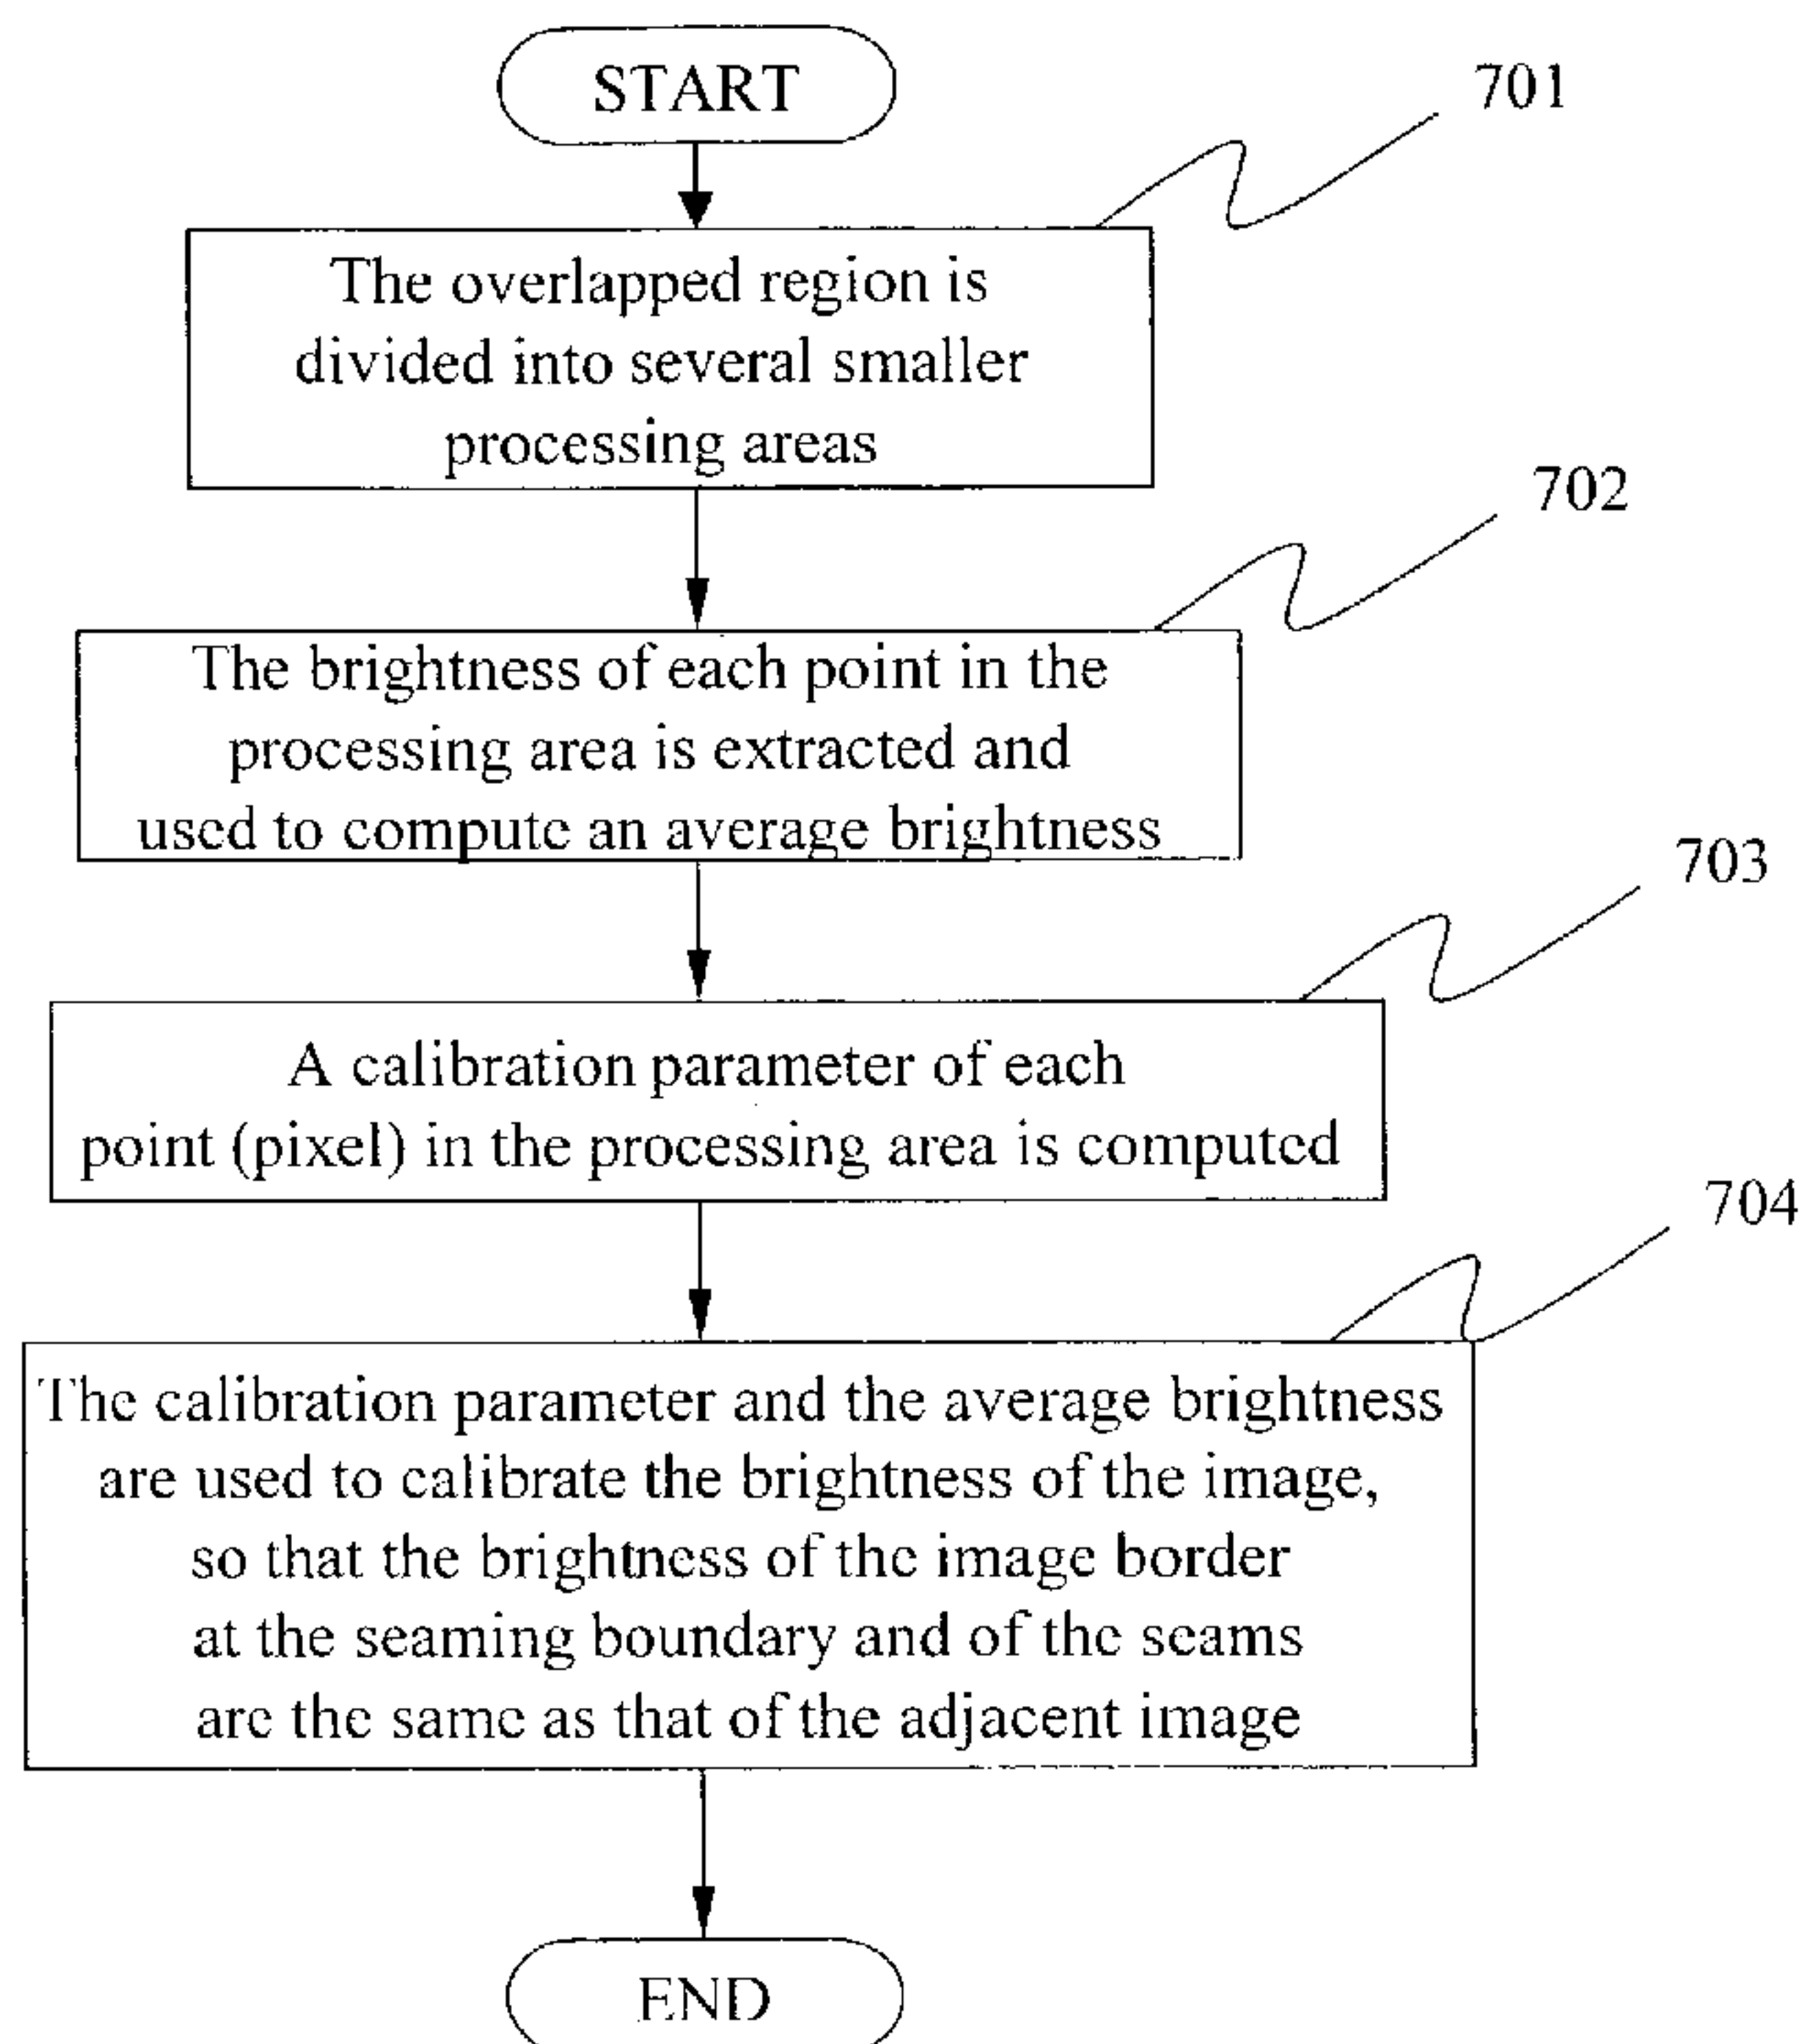 START
701
The overlapped region is
divided into several smaller
processing areas
702
The brightness of each point in the
processing area is extracted and
used to compute an average brightness
703
A calibration parameter of each
point (pixel) in the processing area is computed
704
The calibration parameter and the average brightness
are used to calibrate the brightness of the image,
so that the brightness of the image border
at the seaming boundary and of the seams
are the same as that of the adjacent image
END